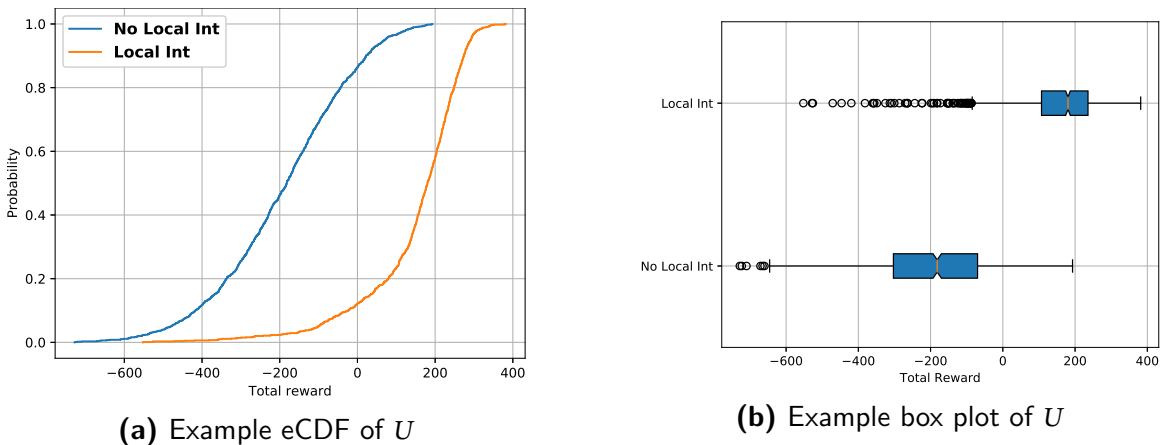 No Local Int
Local Int
Probability
1.0
0.8
0.6
0.4
0.2
0.0
−600 −400 −200 0 200 400
Total reward
(a) Example eCDF of U
Local Int
No Local Int
−600 −400 −200 0 200 400
Total Reward
(b) Example box plot of U